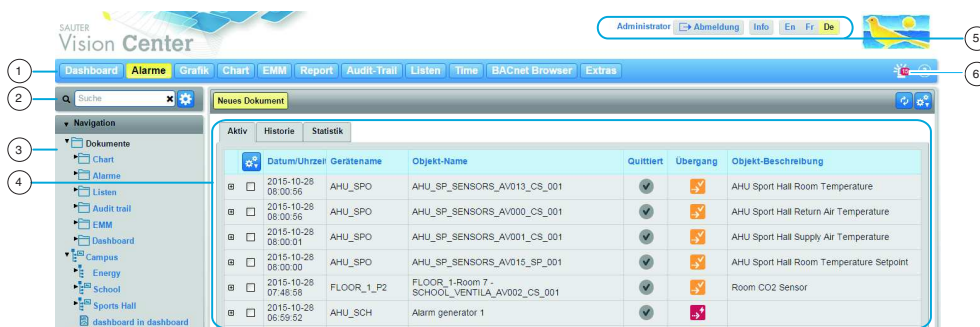 SAUTER
Vision Center
Administrator Abmeldung Info En Fr De
5
1
Dashboard Alarme Grafik Chart EMM Report Audit-Trail Listen Time BACnet Browser Extras
6
2
Suche
Neues Dokument
Navigation
Aktiv Historie Statistik
3
Dokumente
Chart
4
Alarme
Listen
Audit trail
EMM
Dashboard
Campus
Energy
School
Sports Hall
dashboard in dashboard
Datum/Uhrzeit Gerätename Objekt-Name Quittiert Übergang Objekt-Beschreibung
2015-10-28
08:00:56 AHU_SPO AHU_SP_SENSORS_AV013_CS_001 AHU Sport Hall Room Temperature
2015-10-28
08:00:56 AHU_SPO AHU_SP_SENSORS_AV000_CS_001 AHU Sport Hall Return Air Temperature
2015-10-28
08:00:01 AHU_SPO AHU_SP_SENSORS_AV001_CS_001 AHU Sport Hall Supply Air Temperature
2015-10-28
08:00:00 AHU_SPO AHU_SP_SENSORS_AV015_SP_001 AHU Sport Hall Room Temperature Setpoint
2015-10-28
07:48:58 FLOOR_1_P2 FLOOR_1-Room 7 -
SCHOOL_VENTILA_AV002_CS_001 Room CO2 Sensor
2015-10-28
06:59:52 AHU_SCH Alarm generator 1